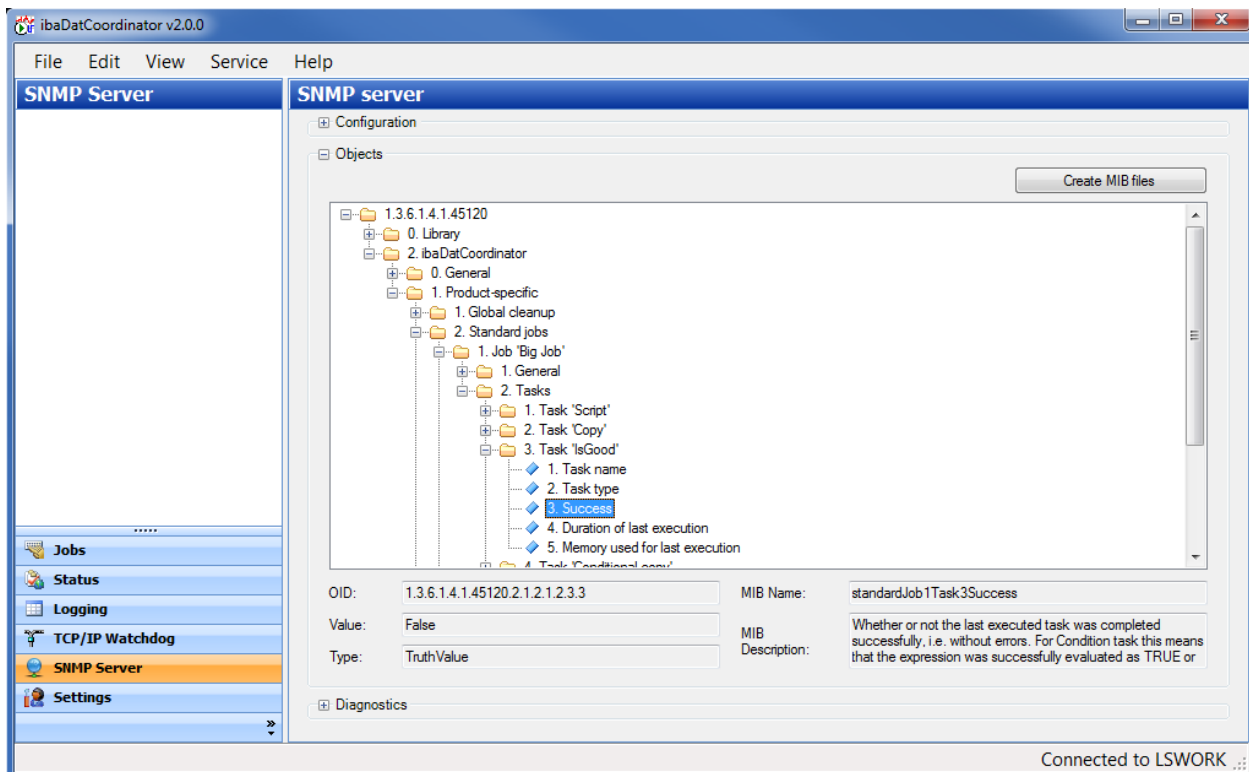 ibaDatCoordinator v2.0.0
File Edit View Service Help
SNMP Server
SNMP server
Configuration
Objects
Create MIB files
1.3.6.1.4.1.45120
0. Library
2. ibaDatCoordinator
0. General
1. Product-specific
1. Global cleanup
2. Standard jobs
1. Job 'Big Job'
1. General
2. Tasks
1. Task 'Script'
2. Task 'Copy'
3. Task 'IsGood'
1. Task name
2. Task type
3. Success
4. Duration of last execution
5. Memory used for last execution
4. Task 'Conditional copy'
OID: 1.3.6.1.4.1.45120.2.1.2.1.2.3.3
Value: False
Type: TruthValue
MIB Name: standardJob1Task3Success
MIB Description:
Whether or not the last executed task was completed
successfully, i.e. without errors. For Condition task this means
that the expression was successfully evaluated as TRUE or
Diagnostics
Jobs
Status
Logging
TCP/IP Watchdog
SNMP Server
Settings
Connected to LSWORK